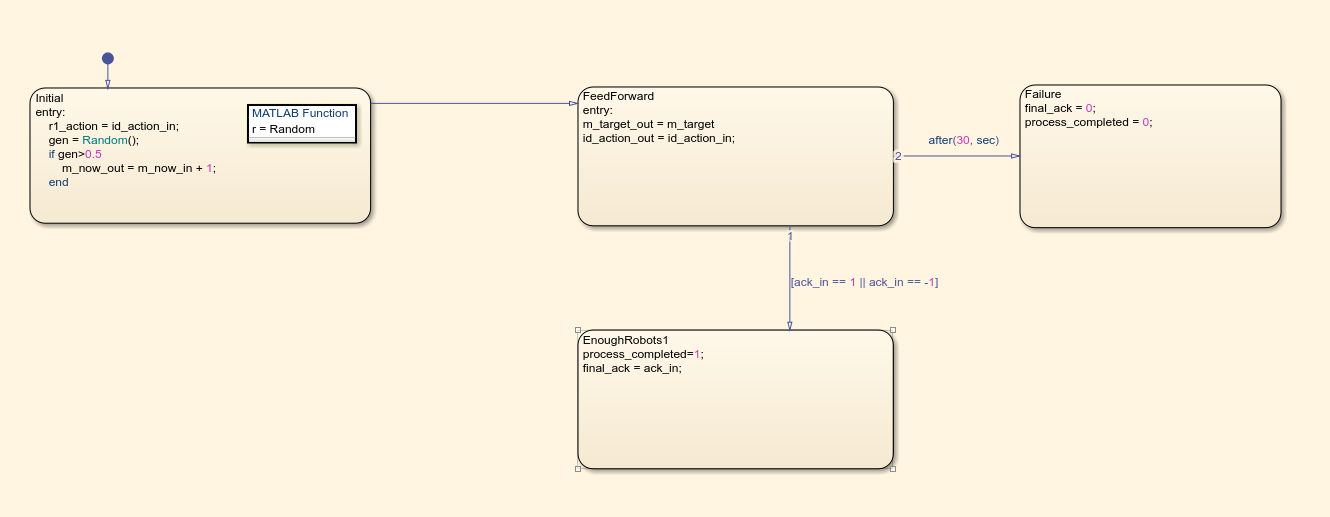 Initial
entry:
r1_action = id_action_in;
gen = Random();
if gen>0.5
m_now_out = m_now_in + 1;
end
MATLAB Function
r = Random
FeedForward
entry:
m_target_out = m_target
id_action_out = id_action_in;
2
after(30, sec)
Failure
final_ack = 0;
process_completed = 0;
1
[ack_in == 1 || ack_in == -1]
EnoughRobots1
process_completed=1;
final_ack = ack_in;